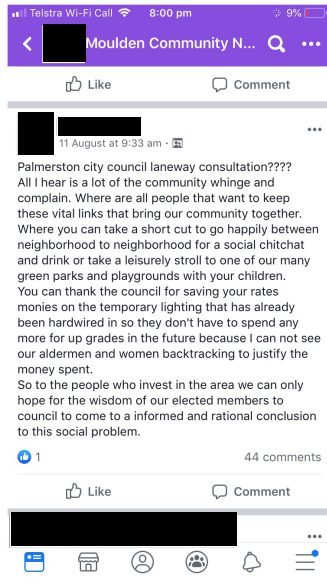 Telstra Wi-Fi Call 8:00 pm 9%
Moulden Community N...
Like Comment
11 August at 9:33 am ·
Palmerston city council laneway consultation????
All I hear is a lot of the community whinge and
complain. Where are all people that want to keep
these vital links that bring our community together.
Where you can take a short cut to go happily between
neighborhood to neighborhood for a social chitchat
and drink or take a leisurely stroll to one of our many
green parks and playgrounds with your children.
You can thank the council for saving your rates
monies on the temporary lighting that has already
been hardwired in so they don't have to spend any
more for up grades in the future because I can not see
our aldermen and women backtracking to justify the
money spent.
So to the people who invest in the area we can only
hope for the wisdom of our elected members to
council to come to a informed and rational conclusion
to this social problem.
1 44 comments
Like Comment